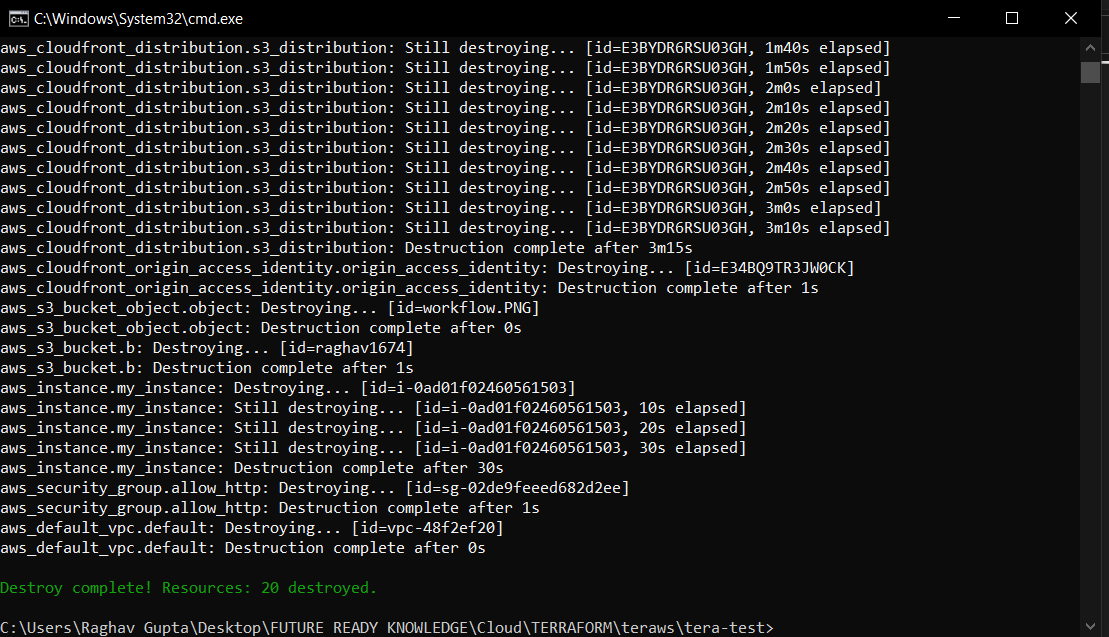 C:\Windows\System32\cmd.exe
aws_cloudfront_distribution.s3_distribution: Still destroying... [id=E3BYDR6RSU03GH, 1m40s elapsed]
aws_cloudfront_distribution.s3_distribution: Still destroying... [id=E3BYDR6RSU03GH, 1m50s elapsed]
aws_cloudfront_distribution.s3_distribution: Still destroying... [id=E3BYDR6RSU03GH, 2m0s elapsed]
aws_cloudfront_distribution.s3_distribution: Still destroying... [id=E3BYDR6RSU03GH, 2m10s elapsed]
aws_cloudfront_distribution.s3_distribution: Still destroying... [id=E3BYDR6RSU03GH, 2m20s elapsed]
aws_cloudfront_distribution.s3_distribution: Still destroying... [id=E3BYDR6RSU03GH, 2m30s elapsed]
aws_cloudfront_distribution.s3_distribution: Still destroying... [id=E3BYDR6RSU03GH, 2m40s elapsed]
aws_cloudfront_distribution.s3_distribution: Still destroying... [id=E3BYDR6RSU03GH, 2m50s elapsed]
aws_cloudfront_distribution.s3_distribution: Still destroying... [id=E3BYDR6RSU03GH, 3m0s elapsed]
aws_cloudfront_distribution.s3_distribution: Still destroying... [id=E3BYDR6RSU03GH, 3m10s elapsed]
aws_cloudfront_distribution.s3_distribution: Destruction complete after 3m15s
aws_cloudfront_origin_access_identity.origin_access_identity: Destroying... [id=E34BQ9TR3JW0CK]
aws_cloudfront_origin_access_identity.origin_access_identity: Destruction complete after 1s
aws_s3_bucket_object.object: Destroying... [id=workflow.PNG]
aws_s3_bucket_object.object: Destruction complete after 0s
aws_s3_bucket.b: Destroying... [id=raghav1674]
aws_s3_bucket.b: Destruction complete after 1s
aws_instance.my_instance: Destroying... [id=i-0ad01f02460561503]
aws_instance.my_instance: Still destroying... [id=i-0ad01f02460561503, 10s elapsed]
aws_instance.my_instance: Still destroying... [id=i-0ad01f02460561503, 20s elapsed]
aws_instance.my_instance: Still destroying... [id=i-0ad01f02460561503, 30s elapsed]
aws_instance.my_instance: Destruction complete after 30s
aws_security_group.allow_http: Destroying... [id=sg-02de9feeed682d2ee]
aws_security_group.allow_http: Destruction complete after 1s
aws_default_vpc.default: Destroying... [id=vpc-48f2ef20]
aws_default_vpc.default: Destruction complete after 0s
Destroy complete! Resources: 20 destroyed.
C:\Users\Raghav Gupta\Desktop\FUTURE READY KNOWLEDGE\Cloud\TERRAFORM\teraws\tera-test>